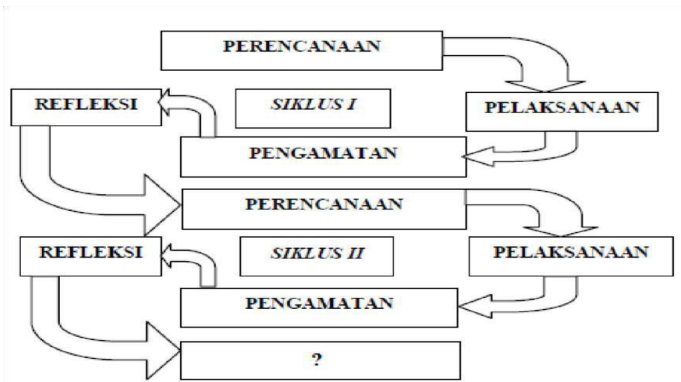 PERENCANAAN
REFLEKSI
SIKLUS I
PELAKSANAAN
PENGAMATAN
PERENCANAAN
REFLEKSI
SIKLUS II
PELAKSANAAN
PENGAMATAN
?